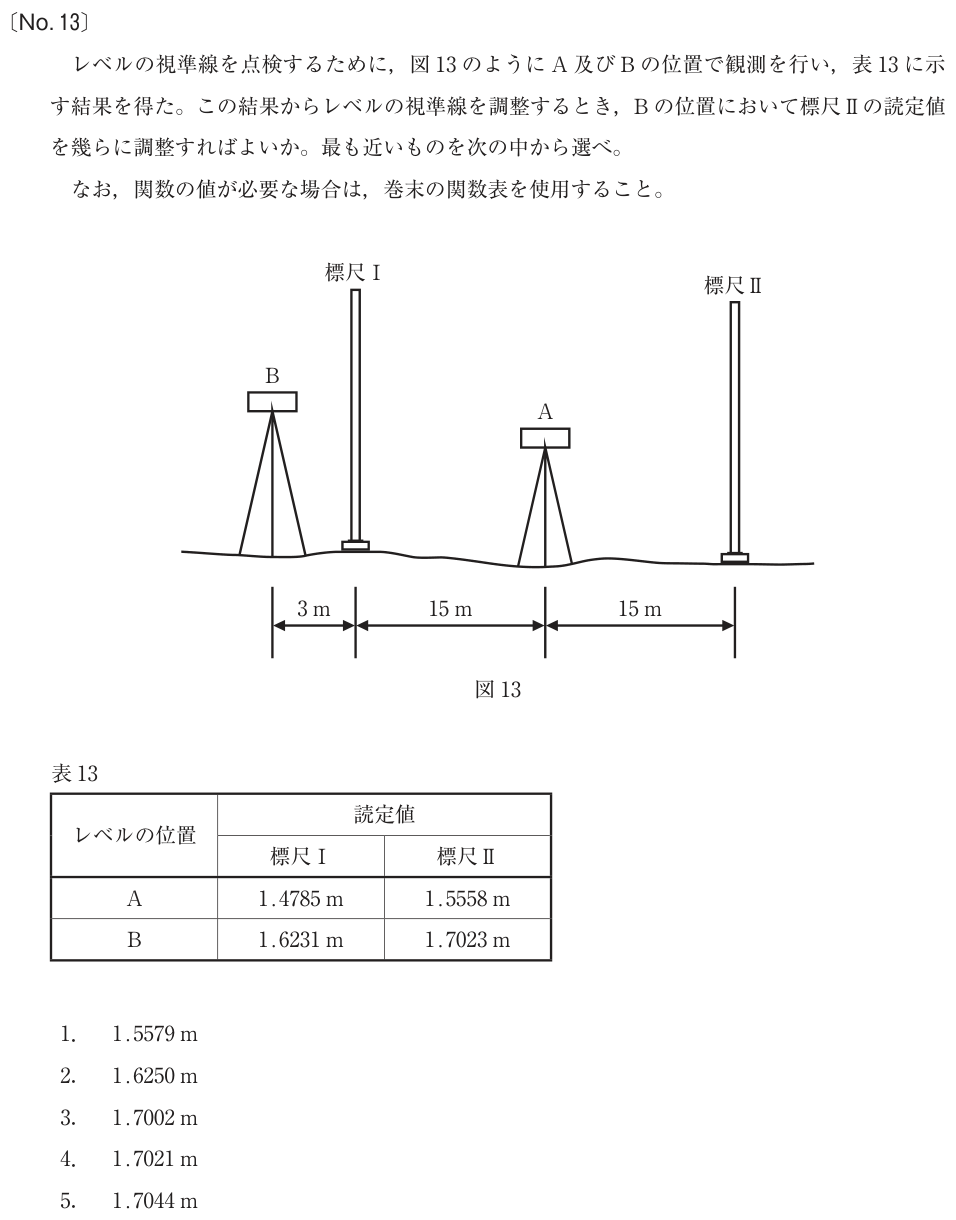 〔No. 13〕
レベルの視準線を点検するために，図 13 のように A 及び B の位置で観測を行い，表 13 に示
す結果を得た。この結果からレベルの視準線を調整するとき，B の位置において標尺Ⅱの読定値
を幾らに調整すればよいか。最も近いものを次の中から選べ。
なお，関数の値が必要な場合は，巻末の関数表を使用すること。
標尺Ⅰ
標尺Ⅱ
B
A
3 m
15 m
15 m
図 13
表 13
レベルの位置
読定値
標尺Ⅰ
標尺Ⅱ
A
1.4785 m
1.5558 m
B
1.6231 m
1.7023 m
1. 1.5579 m
2. 1.6250 m
3. 1.7002 m
4. 1.7021 m
5. 1.7044 m